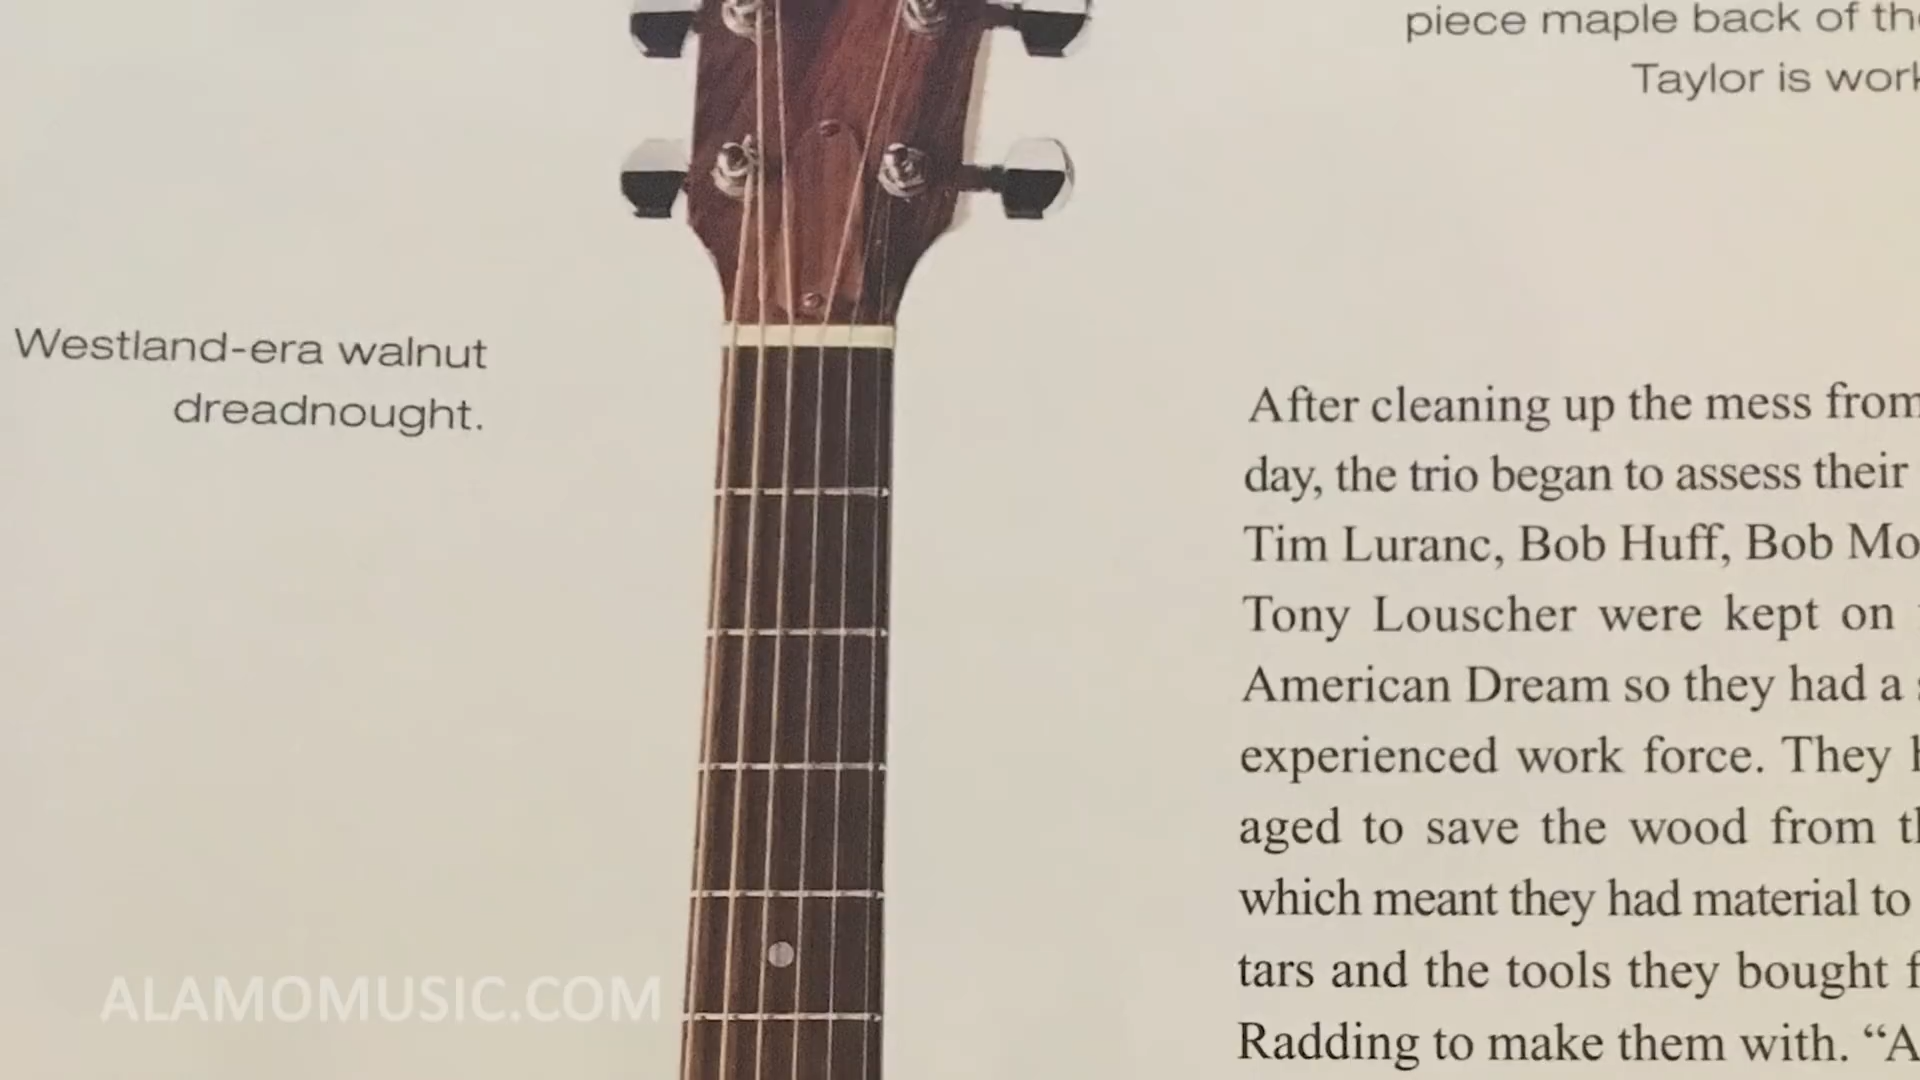 piece maple back of
Taylor is
Westland-era walnut
dreadnought.
After cleaning up the mess from
day, the trio began to assess their
Tim Luranc, Bob Huff, Bob
Tony Louscher were kept on
American Dream so they had a
experienced work force. They
aged to save the wood from
which meant they had material to
tars and the tools they bought
Radding to make them with. “
ALAMOMUSIC.COM